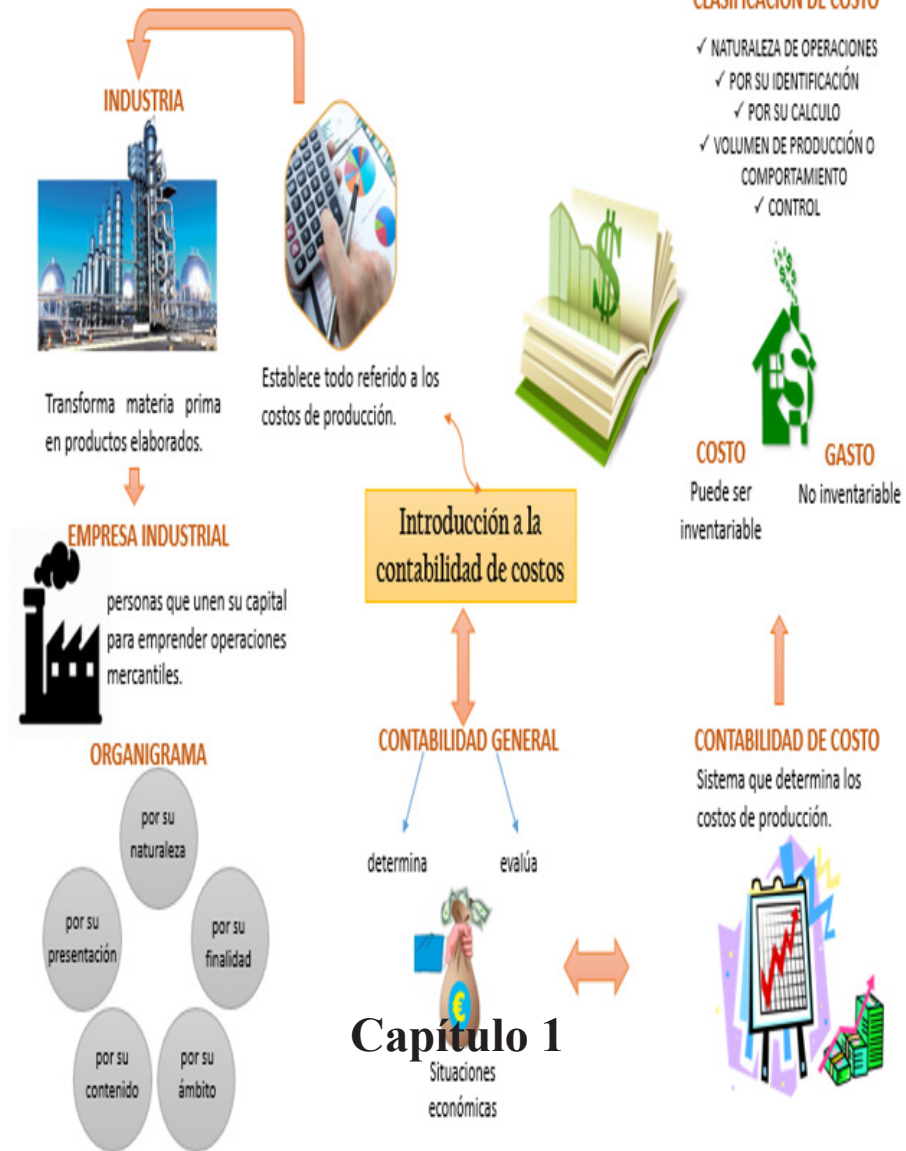 CLASIFICACIÓN DE COSTO
✓ NATURALEZA DE OPERACIONES
✓ POR SU IDENTIFICACIÓN
✓ POR SU CALCULO
✓ VOLUMEN DE PRODUCCIÓN O
COMPORTAMIENTO
✓ CONTROL
INDUSTRIA
Transforma materia prima
en productos elaborados.
Establece todo referido a los
costos de producción.
$
COSTO
Puede ser
inventariable
GASTO
No inventariable
Introducción a la
contabilidad de costos
EMPRESA INDUSTRIAL
personas que unen su capital
para emprender operaciones
mercantiles.
ORGANIGRAMA
por su
naturaleza
por su
presentación
por su
finalidad
por su
contenido
por su
ámbito
CONTABILIDAD GENERAL
determina
evalúa
€
Capítulo 1
Situaciones
económicas
CONTABILIDAD DE COSTO
Sistema que determina los
costos de producción.